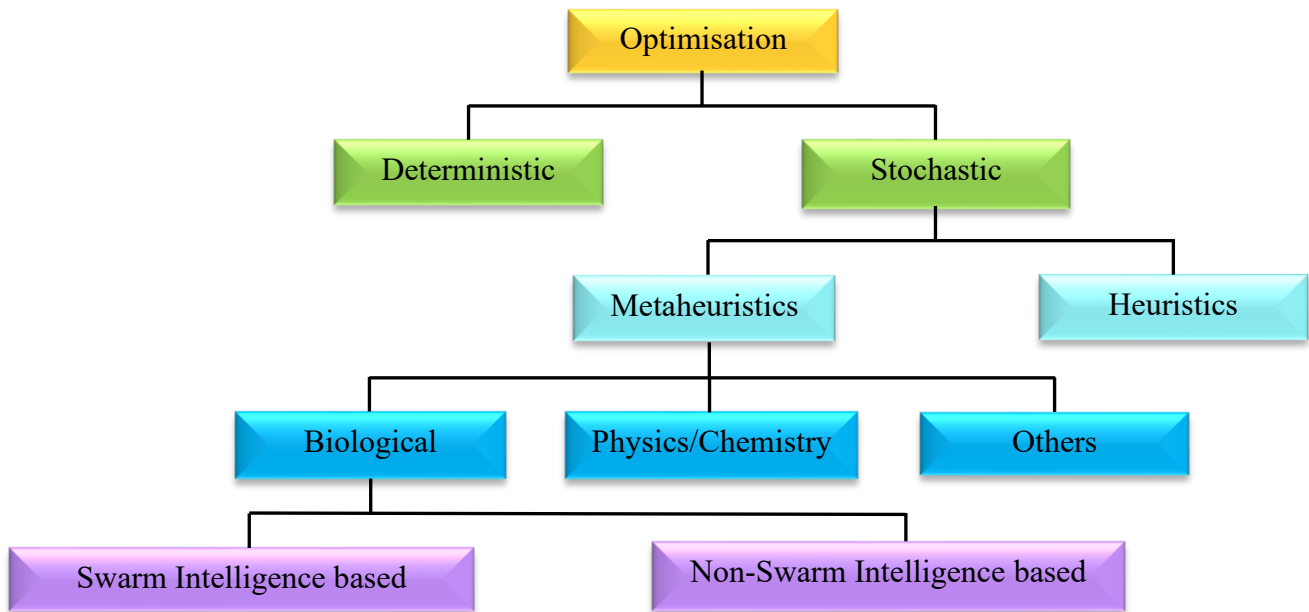 Optimisation
Deterministic
Stochastic
Metaheuristics
Heuristics
Biological
Physics/Chemistry
Others
Swarm Intelligence based
Non-Swarm Intelligence based